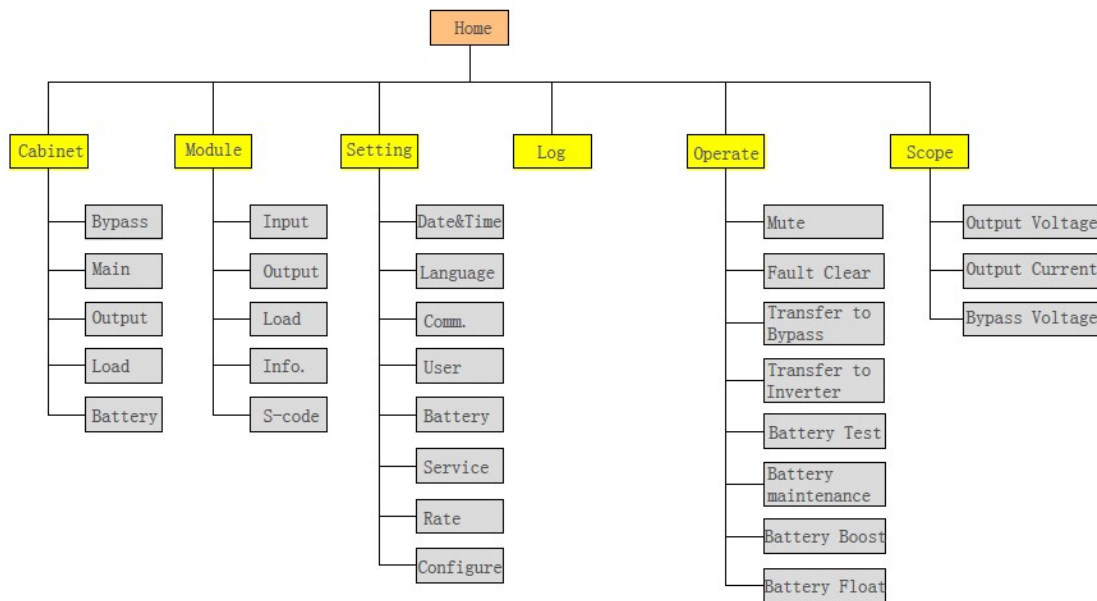 Home
Cabinet
Module
Setting
Log
Operate
Scope
Bypass
Main
Output
Load
Battery
Input
Output
Load
Info.
S-code
Date&Time
Language
Comm.
User
Battery
Service
Rate
Configure
Mute
Fault Clear
Transfer to
Bypass
Transfer to
Inverter
Battery Test
Battery
maintenance
Battery Boost
Battery Float
Output Voltage
Output Current
Bypass Voltage